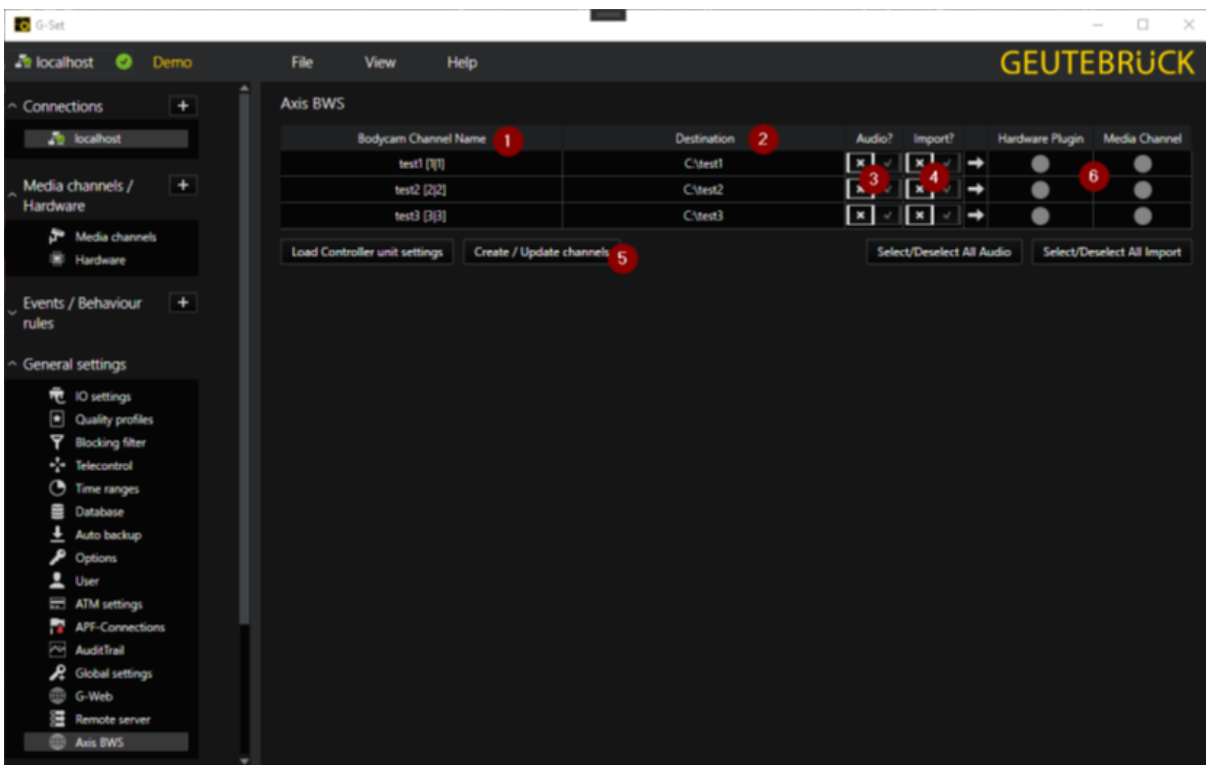 G-Set
localhost Demo File View Help GEUTEBRÜCK
Connections +
localhost
Media channels /
Hardware +
Media channels
Hardware
Events / Behaviour
rules +
General settings
IO settings
Quality profiles
Blocking filter
Telecontrol
Time ranges
Database
Auto backup
Options
User
ATM settings
APF-Connections
AuditTrail
Global settings
G-Web
Remote server
Axis BWS
Axis BWS
Bodycam Channel Name 1 Destination 2 Audio? Import? Hardware Plugin Media Channel
test1 [1|1] C:\test1
3 4 6
test2 [2|2] C:\test2
test3 [3|3] C:\test3
Load Controller unit settings Create / Update channels 5 Select/Deselect All Audio Select/Deselect All Import